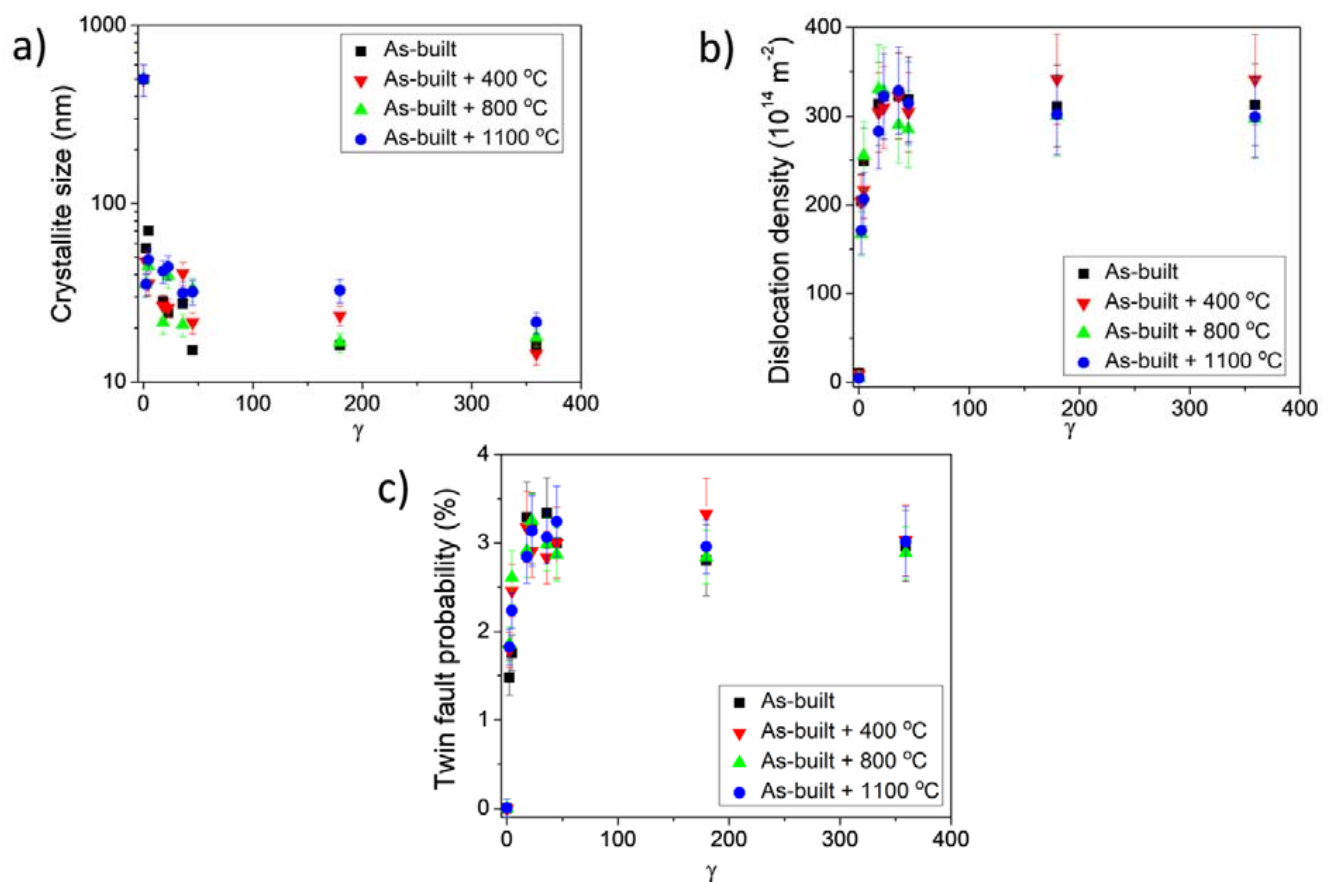 a)
1000
100
10
Crystallite size (nm)
As-built
As-built + 400 °C
As-built + 800 °C
As-built + 1100 °C
0 100 200 300 400
γ
b)
400
300
200
100
0
Dislocation density (10¹⁴ m⁻²)
As-built
As-built + 400 °C
As-built + 800 °C
As-built + 1100 °C
0 100 200 300 400
γ
c)
4
3
2
1
0
Twin fault probability (%)
As-built
As-built + 400 °C
As-built + 800 °C
As-built + 1100 °C
0 100 200 300 400
γ